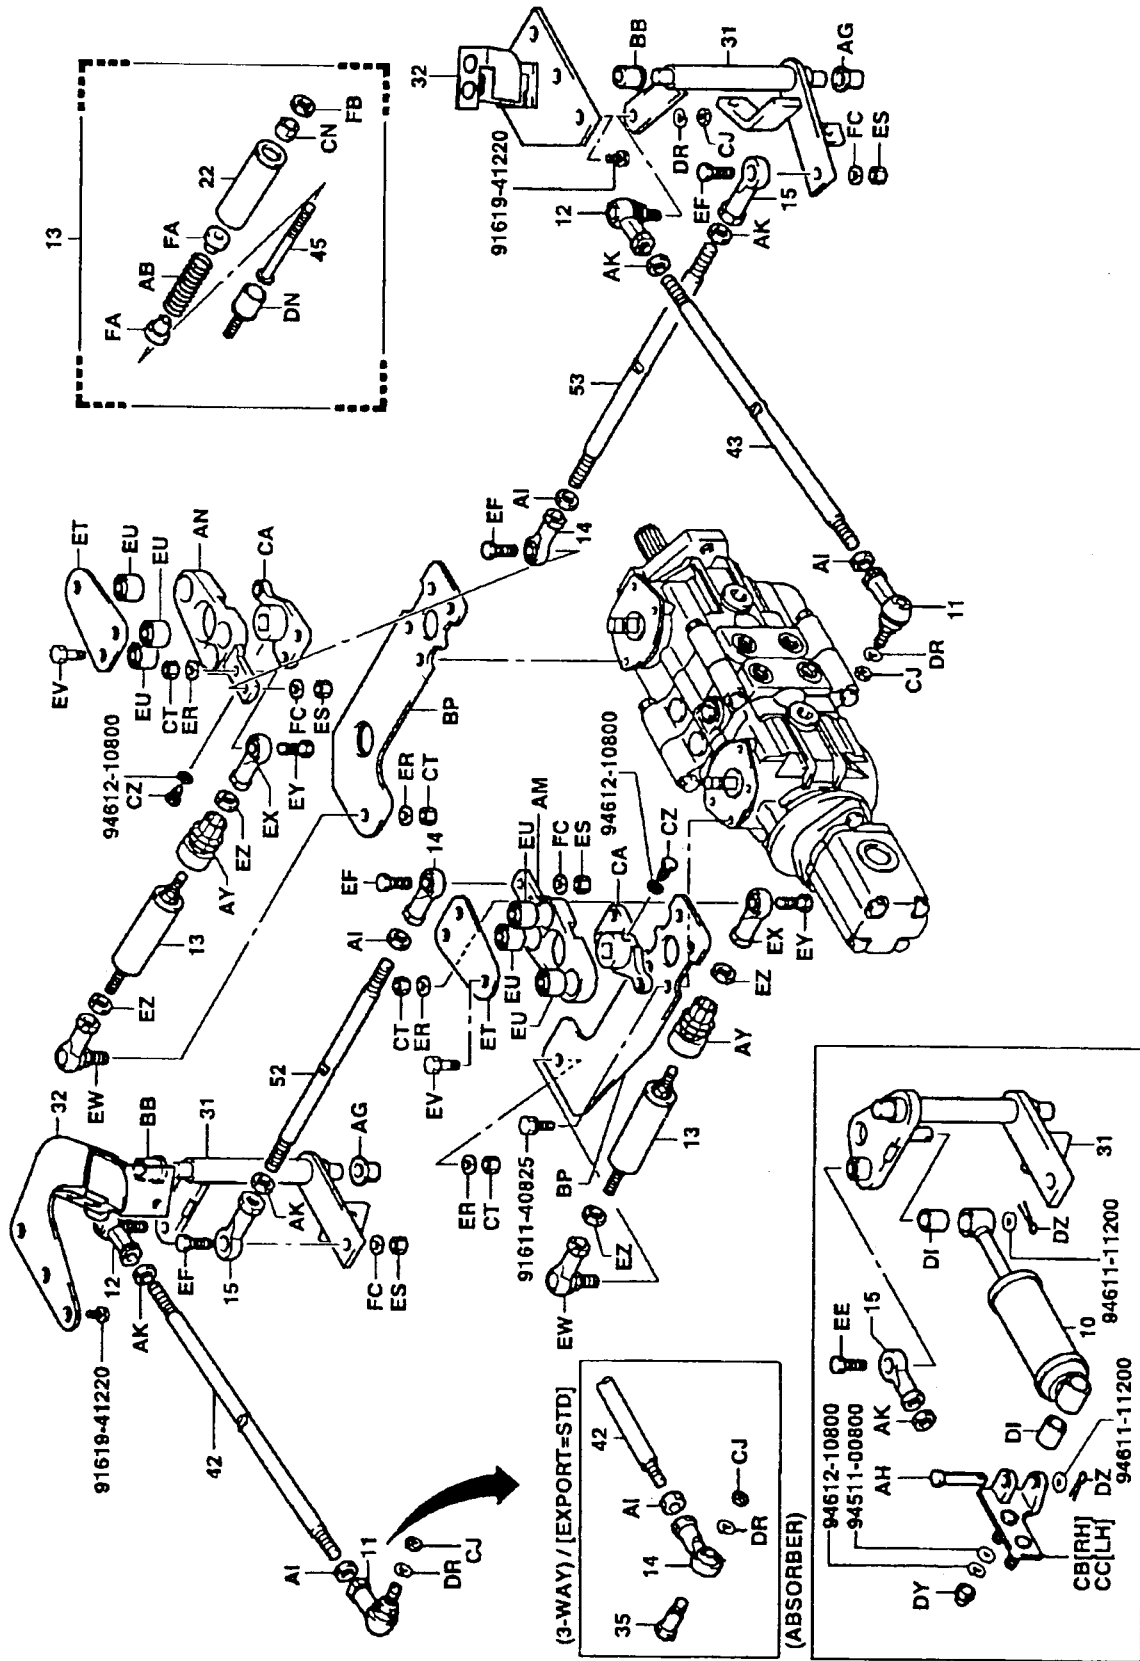 13
FA
AB
FA
22
CN
FB
45
DN
32
BB
31
AG
91619-41220
12
DR
CJ
FC
ES
EF
15
AK
AK
53
43
AI
EF
14
AI
11
DR
CJ
ET
EU
EU
AN
CA
EV
EU
CT
ER
FC
ES
94612-10800
CZ
BP
EX
EY
EZ
AY
13
EZ
EW
ER
CT
14
EF
AI
EU
AM
FC
ES
94612-10800
CZ
CA
EU
EU
ET
CT
ER
EV
EX
EY
EZ
AY
13
BP
91611-40825
EZ
EW
ER
CT
52
32
BB
31
AG
AK
EF
15
FC
ES
12
AK
91619-41220
42
AI
11
DR
CJ
(3-WAY) / [EXPORT=STD]
42
AI
CJ
DR
14
35
(ABSORBER)
31
DI
DZ
94611-11200
10
EE
15
AK
DI
94612-10800
94511-00800
AH
DY
DZ
94611-11200
CB[RH]
CC[LH]